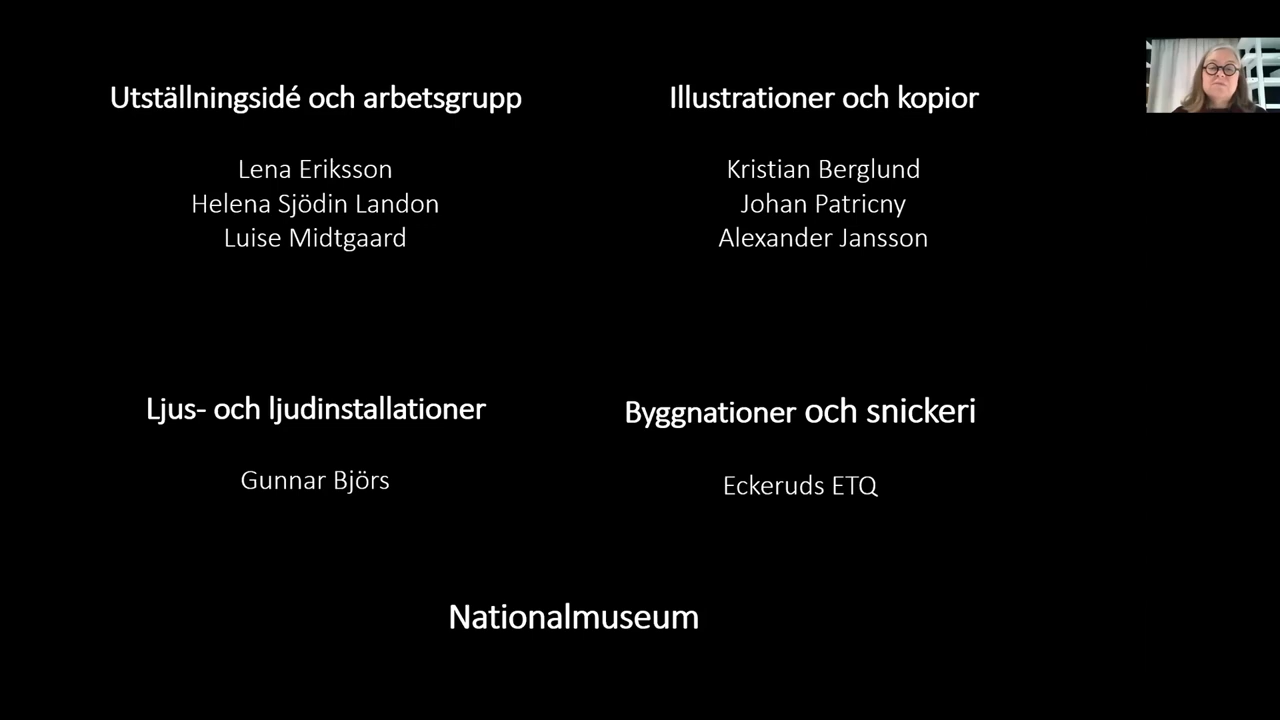 Utställningsidé och arbetsgrupp
Lena Eriksson
Helena Sjödin Landon
Luise Midtgaard
Illustrationer och kopior
Kristian Berglund
Johan Patricny
Alexander Jansson
Ljus- och ljudinstallationer
Gunnar Björs
Byggnationer och snickeri
Eckeruds ETQ
Nationalmuseum